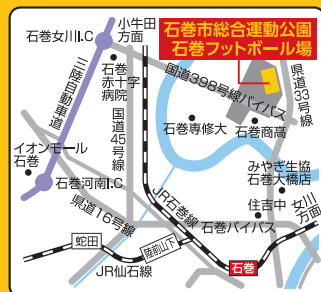 小牛田
方面
石巻市総合運動公園
石巻フットボール場
石巻女川I.C
石巻
赤十字
病院
国道398号線バイパス
県道33号
三陸自動車道
国道45号線
石巻専修大
石巻商高
イオンモール
石巻
石巻河南I.C
みやぎ生協
石巻大橋店
県道16号線
JR石巻線
住吉中
女川
方面
石巻バイパス
蛇田
陸前山下
JR仙石線
石巻